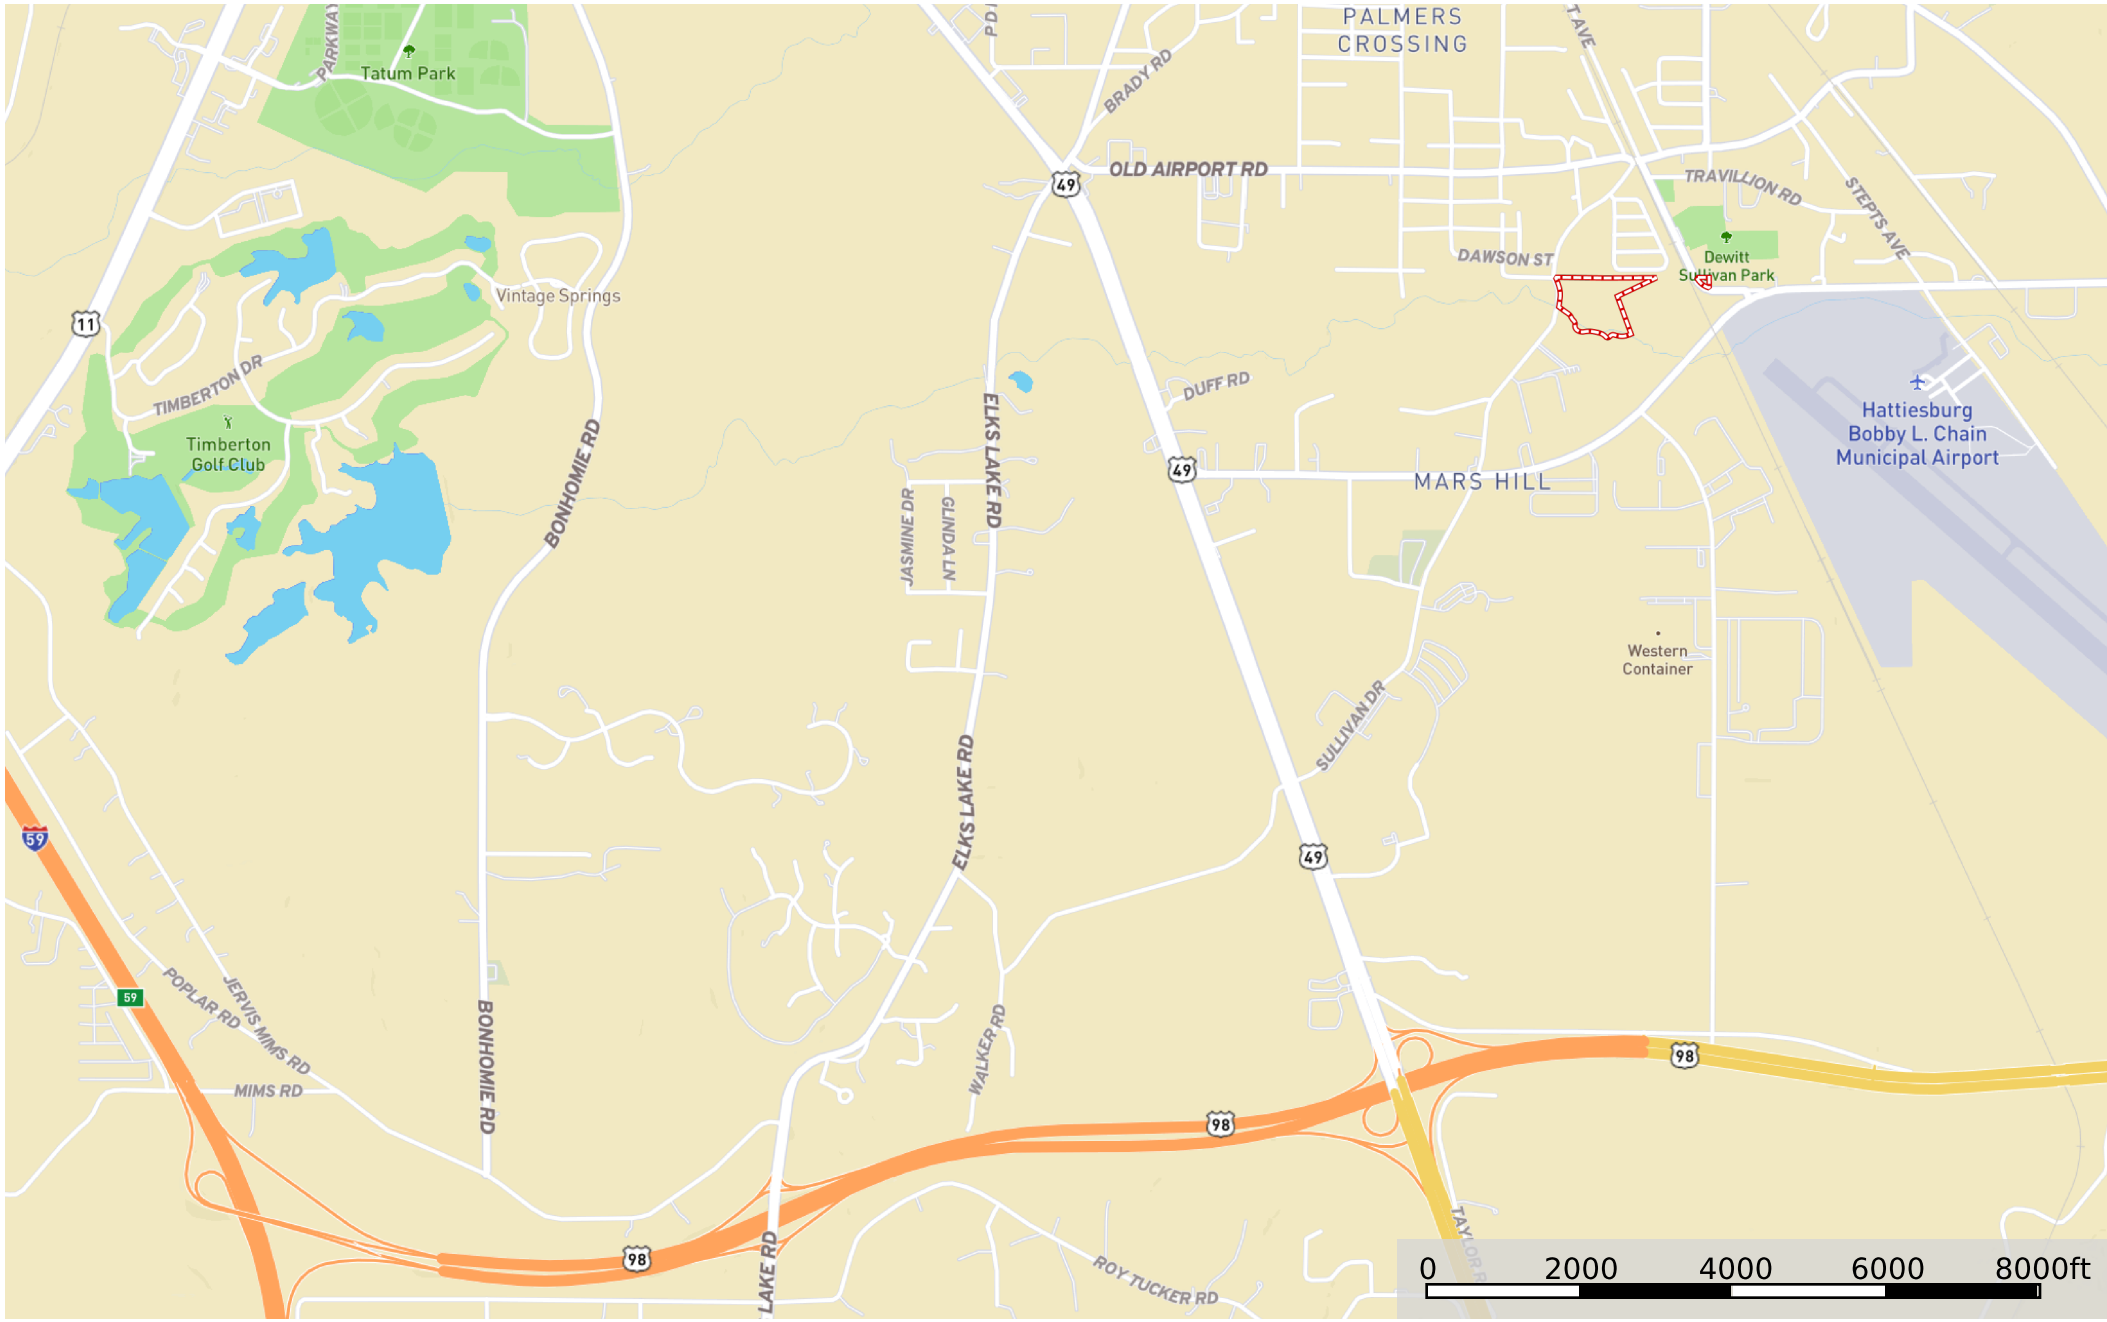 PARKWAY
Tatum Park
P D
BRADY RD
PALMERS
CROSSING
T AVE
OLD AIRPORT RD
49
TRAVILLION RD
STEPTS AVE
DAWSON ST
Dewitt
Sullivan Park
Vintage Springs
11
TIMBERTON DR
Timberton
Golf Club
BONHOMIE RD
ELKS LAKE RD
DUFF RD
49
MARS HILL
Hattiesburg
Bobby L. Chain
Municipal Airport
JASMINE DR
GLINDA LN
Western
Container
SULLIVAN DR
ELKS LAKE RD
59
49
59
POPLAR RD
JERVIS MIMS RD
MIMS RD
BONHOMIE RD
WALKER RD
98
98
98
LAKE RD
ROY TUCKER RD
TAYLOR R
0 2000 4000 6000 8000ft